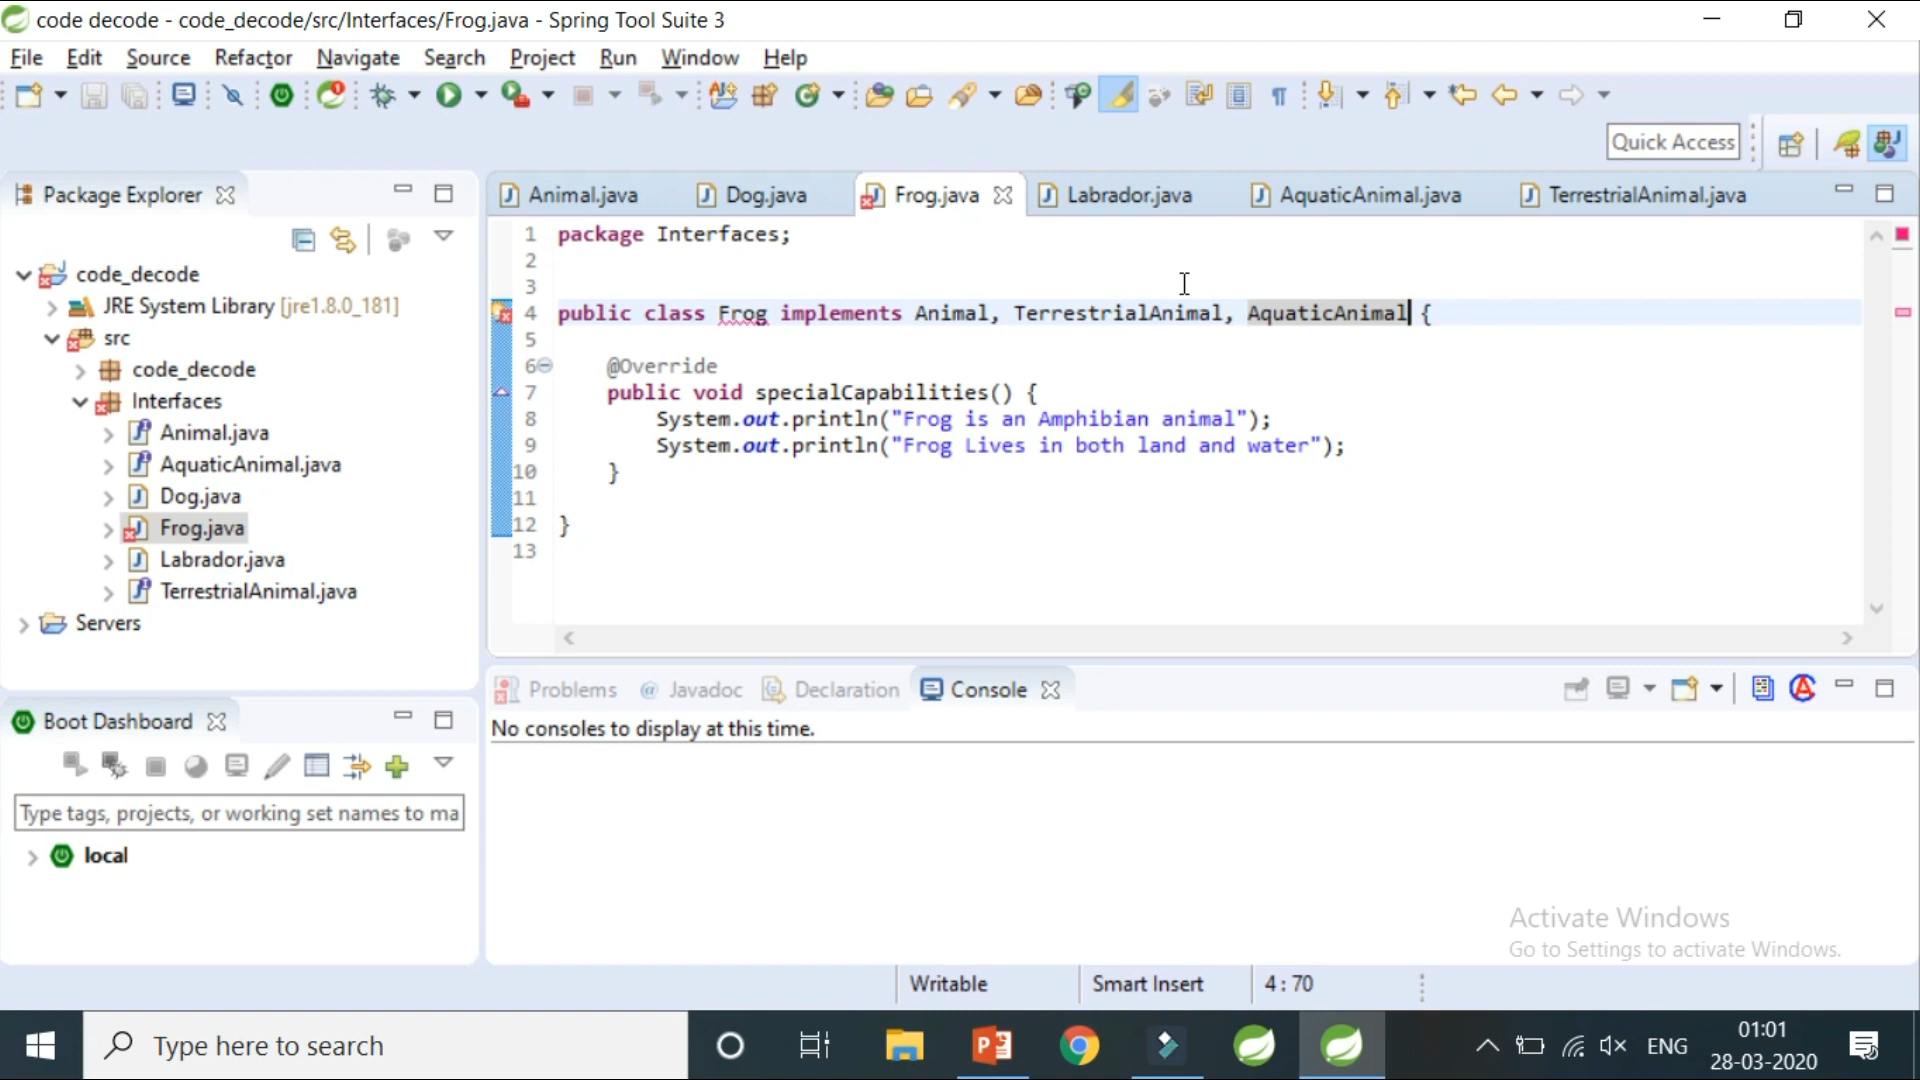 code decode - code_decode/src/Interfaces/Frog.java - Spring Tool Suite 3
File Edit Source Refactor Navigate Search Project Run Window Help
Quick Access
Package Explorer
Animal.java Dog.java Frog.java Labrador.java AquaticAnimal.java TerrestrialAnimal.java
code_decode
JRE System Library [jre1.8.0_181]
src
code_decode
Interfaces
Animal.java
AquaticAnimal.java
Dog.java
Frog.java
Labrador.java
TerrestrialAnimal.java
Servers
1 package Interfaces;
2
3
4 public class Frog implements Animal, TerrestrialAnimal, AquaticAnimal {
5
6 @Override
7 public void specialCapabilities() {
8 System.out.println("Frog is an Amphibian animal");
9 System.out.println("Frog Lives in both land and water");
10 }
11
12 }
13
Boot Dashboard
Type tags, projects, or working set names to ma
local
Problems @ Javadoc Declaration Console
No consoles to display at this time.
Activate Windows
Go to Settings to activate Windows.
Writable Smart Insert 4 : 70
Type here to search
ENG
01:01
28-03-2020